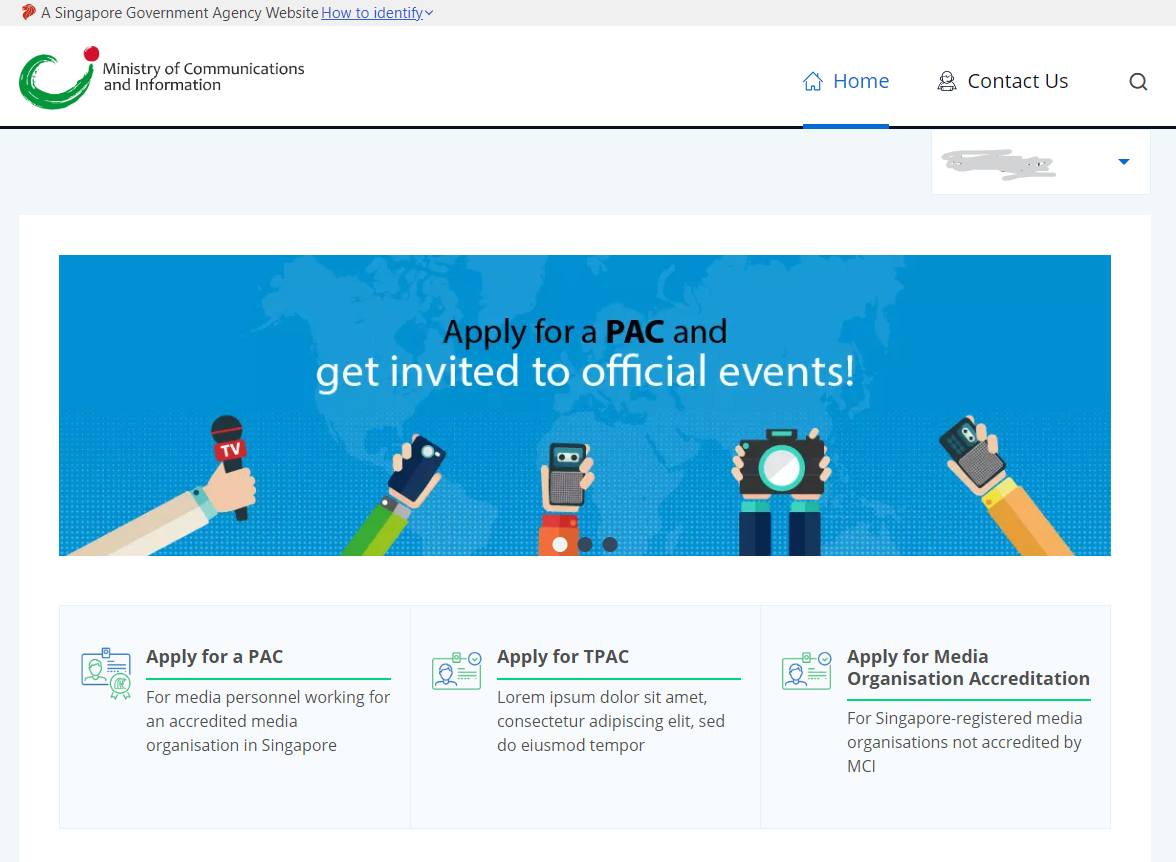 A Singapore Government Agency Website How to identify
Ministry of Communications
and Information
Home
Contact Us
Apply for a PAC and
get invited to official events!
TV
Apply for a PAC
For media personnel working for
an accredited media
organisation in Singapore
Apply for TPAC
Lorem ipsum dolor sit amet,
consectetur adipiscing elit, sed
do eiusmod tempor
Apply for Media
Organisation Accreditation
For Singapore-registered media
organisations not accredited by
MCI